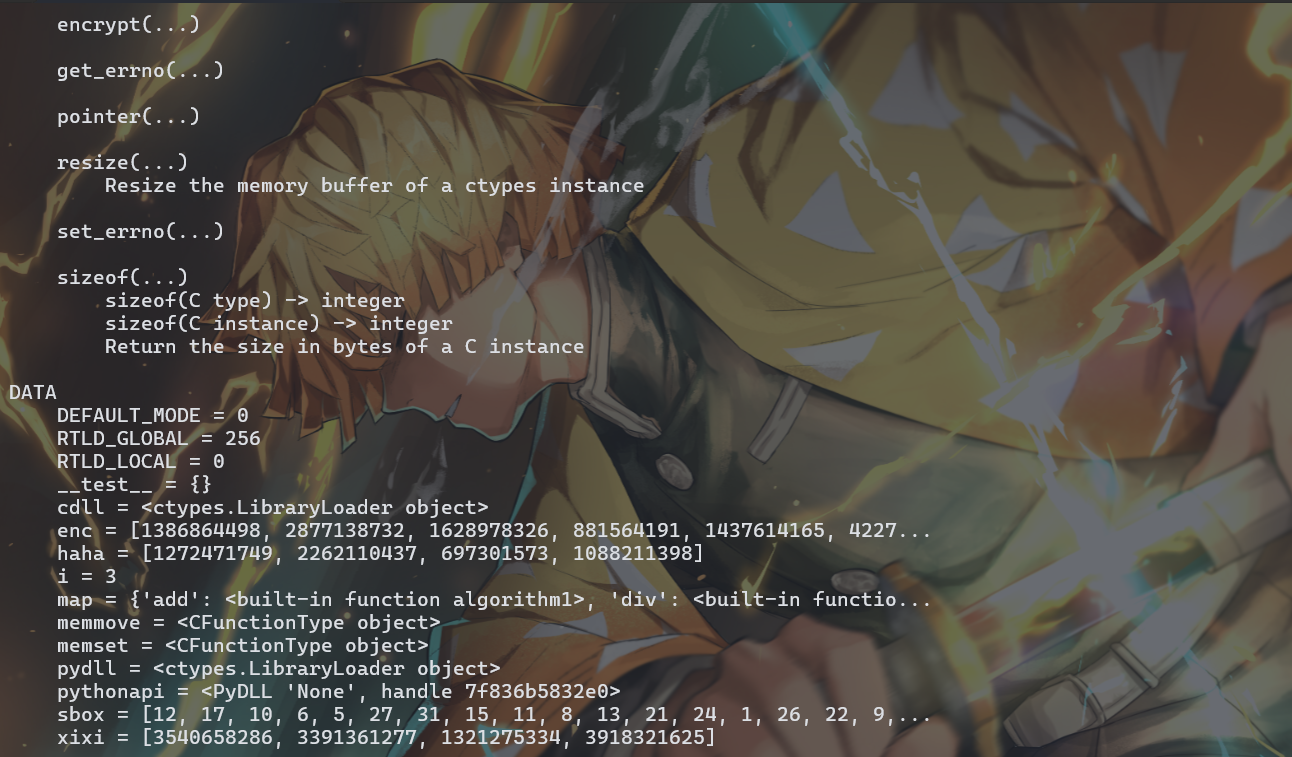 encrypt(...)
get_errno(...)
pointer(...)
resize(...)
Resize the memory buffer of a ctypes instance
set_errno(...)
sizeof(...)
sizeof(C type) -> integer
sizeof(C instance) -> integer
Return the size in bytes of a C instance
DATA
DEFAULT_MODE = 0
RTLD_GLOBAL = 256
RTLD_LOCAL = 0
__test__ = {}
cdll = <ctypes.LibraryLoader object>
enc = [1386864498, 2877138732, 1628978326, 881564191, 1437614165, 4227...
haha = [1272471749, 2262110437, 697301573, 1088211398]
i = 3
map = {'add': <built-in function algorithm1>, 'div': <built-in functio...
memmove = <CFunctionType object>
memset = <CFunctionType object>
pydll = <ctypes.LibraryLoader object>
pythonapi = <PyDLL 'None', handle 7f836b5832e0>
sbox = [12, 17, 10, 6, 5, 27, 31, 15, 11, 8, 13, 21, 24, 1, 26, 22, 9,...
xixi = [3540658286, 3391361277, 1321275334, 3918321625]